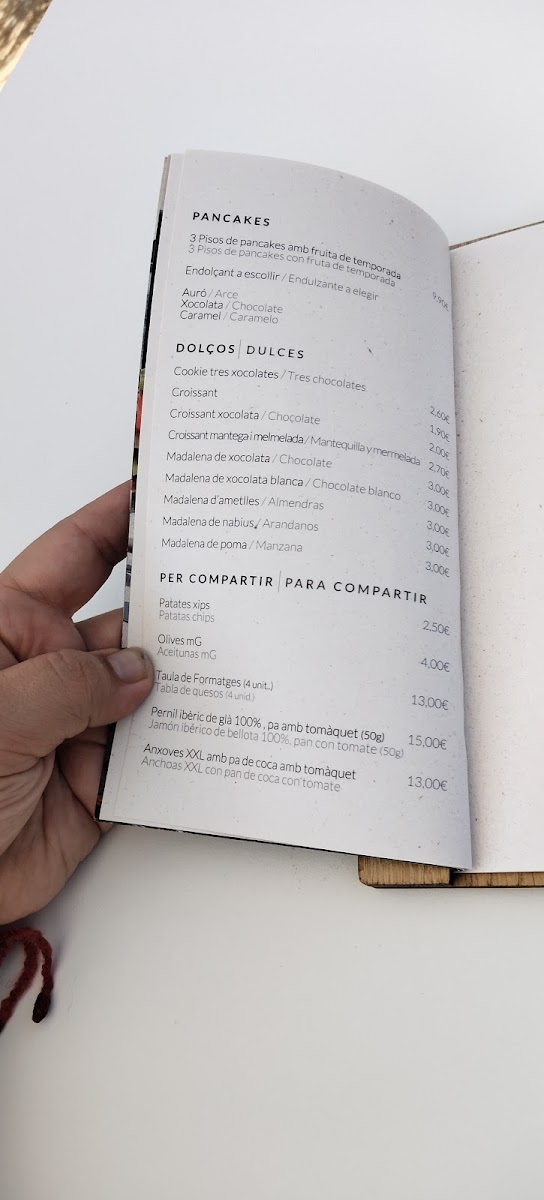 PANCAKES
3 Pisos de pancakes amb fruita de temporada
3 Pisos de pancakes con fruta de temporada 9,90€
Endolçant a escollir / Endulzante a elegir
Auró / Arce
Xocolata / Chocolate
Caramel / Caramelo
DOLÇOS | DULCES
Cookie tres xocolates / Tres chocolates 2,60€
Croissant 1,90€
Croissant xocolata / Chocolate 2,00€
Croissant mantega i melmelada / Mantequilla y mermelada 2,70€
Madalena de xocolata / Chocolate 3,00€
Madalena de xocolata blanca / Chocolate blanco 3,00€
Madalena d'ametlles / Almendras 3,00€
Madalena de nabius / Arandanos 3,00€
Madalena de poma / Manzana 3,00€
PER COMPARTIR | PARA COMPARTIR
Patates xips
Patatas chips 2,50€
Olives mG
Aceitunas mG 4,00€
Taula de Formatges (4 unit.)
Tabla de quesos (4 unid.) 13,00€
Pernil ibèric de glà 100%, pa amb tomàquet (50g)
Jamón ibérico de bellota 100%, pan con tomate (50g) 15,00€
Anxoves XXL amb pa de coca amb tomàquet
Anchoas XXL con pan de coca con tomate 13,00€